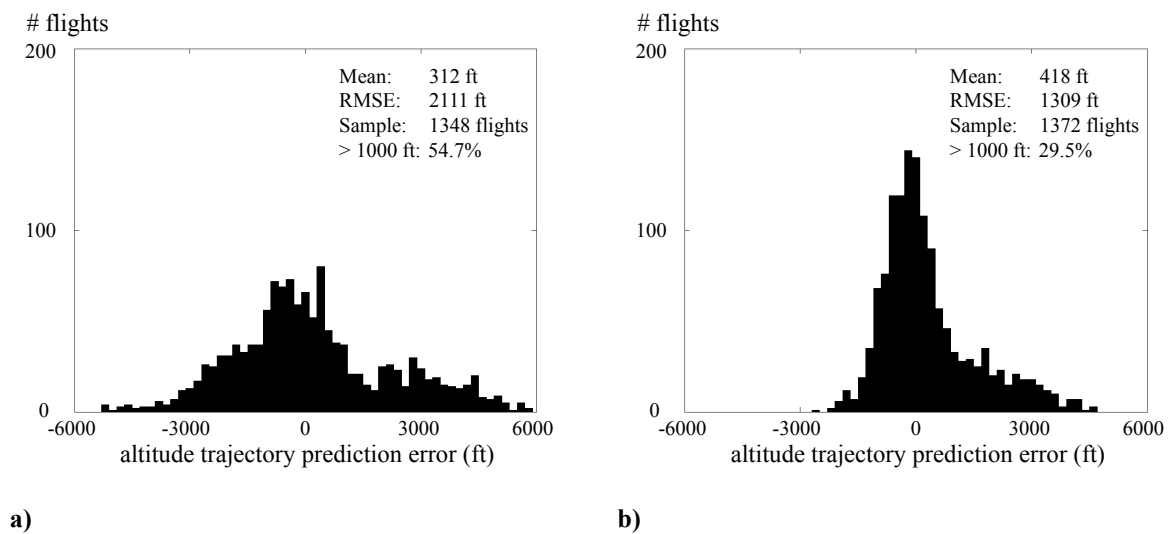 # flights
200
Mean: 312 ft
RMSE: 2111 ft
Sample: 1348 flights
> 1000 ft: 54.7%
100
0
-6000 -3000 0 3000 6000
altitude trajectory prediction error (ft)
a)
# flights
200
Mean: 418 ft
RMSE: 1309 ft
Sample: 1372 flights
> 1000 ft: 29.5%
100
0
-6000 -3000 0 3000 6000
altitude trajectory prediction error (ft)
b)